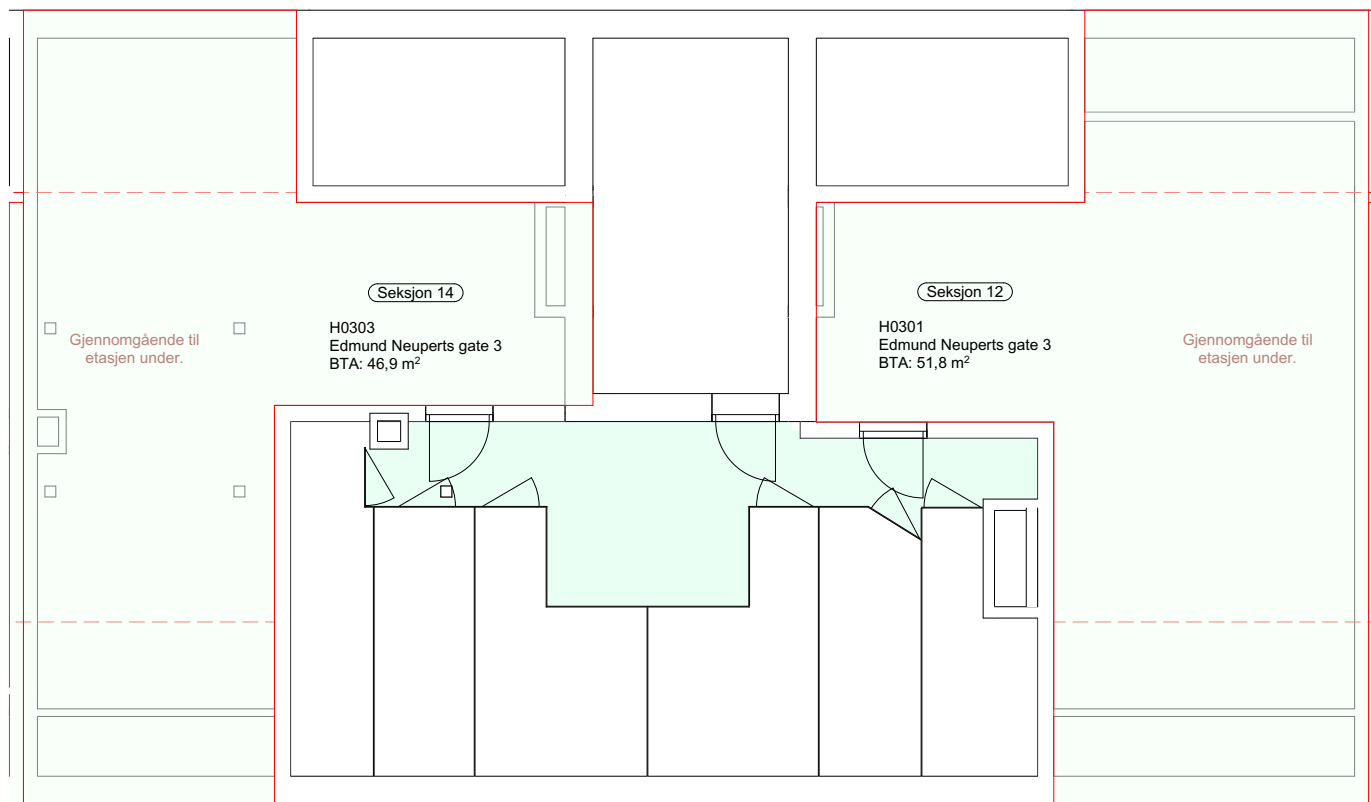 Seksjon 14
H0303
Edmund Neuperts gate 3
BTA: 46,9 m²
Gjennomgående til
etasjen under.
Seksjon 12
H0301
Edmund Neuperts gate 3
BTA: 51,8 m²
Gjennomgående til
etasjen under.